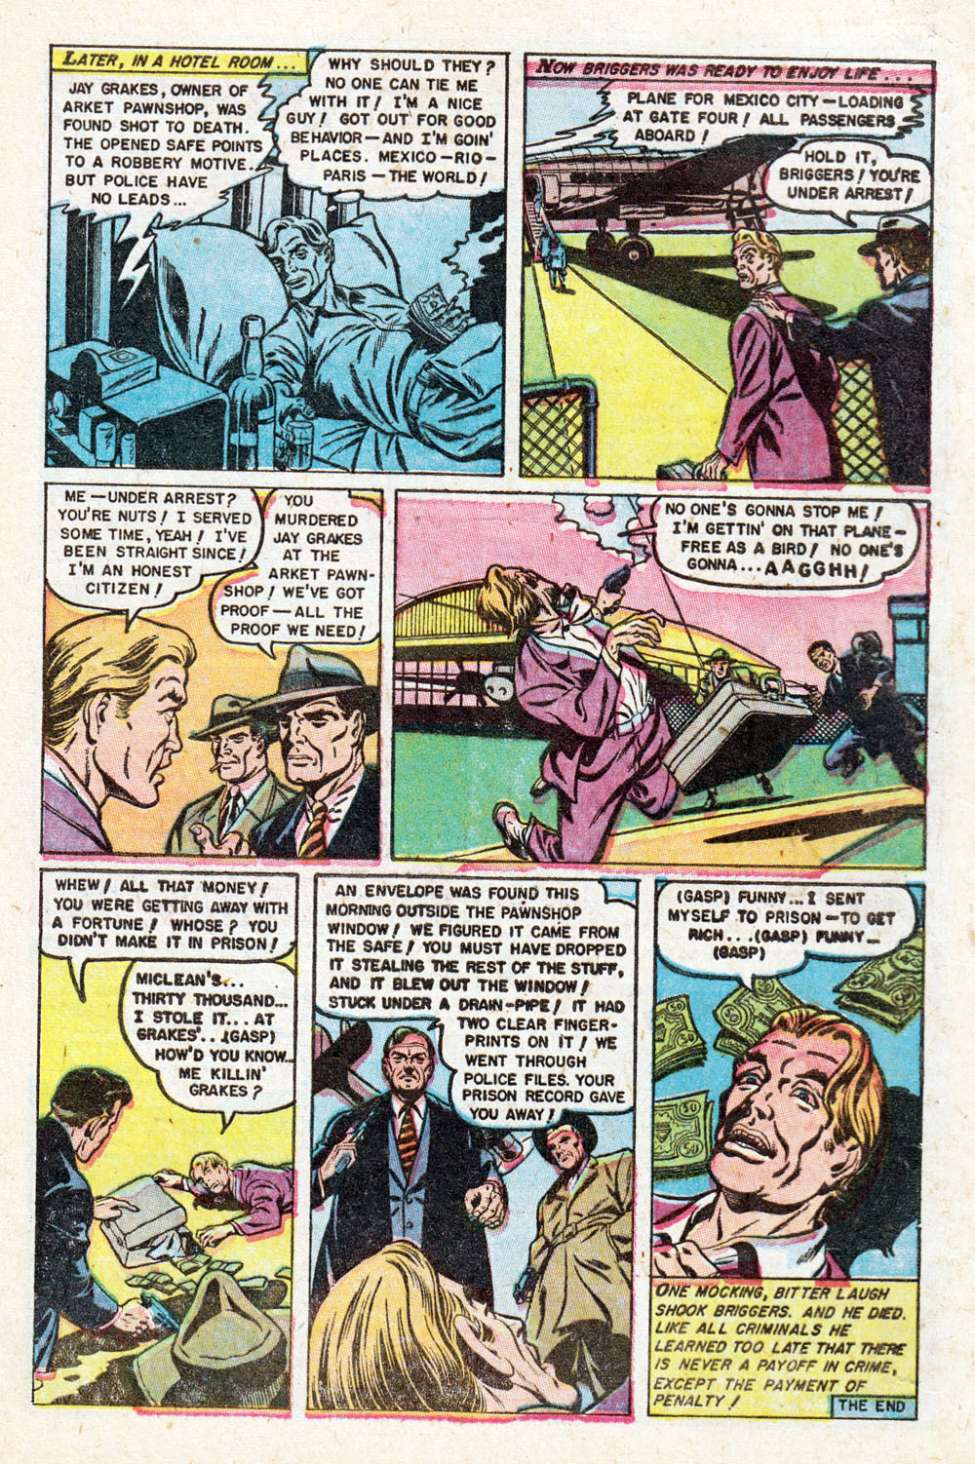 LATER, IN A HOTEL ROOM...
JAY GRAKES, OWNER OF
ARKET PAWNSHOP, WAS
FOUND SHOT TO DEATH.
THE OPENED SAFE POINTS
TO A ROBBERY MOTIVE..
BUT POLICE HAVE
NO LEADS...
WHY SHOULD THEY?
NO ONE CAN TIE ME
WITH IT! I'M A NICE
GUY! GOT OUT FOR GOOD
BEHAVIOR—AND I'M GOIN'
PLACES. MEXICO—RIO—
PARIS—THE WORLD!
NOW BRIGGERS WAS READY TO ENJOY LIFE...
PLANE FOR MEXICO CITY—LOADING
AT GATE FOUR! ALL PASSENGERS
ABOARD!
HOLD IT,
BRIGGERS! YOU'RE
UNDER ARREST!
ME—UNDER ARREST?
YOU'RE NUTS! I SERVED
SOME TIME, YEAH! I'VE
BEEN STRAIGHT SINCE!
I'M AN HONEST
CITIZEN!
YOU
MURDERED
JAY GRAKES
AT THE
ARKET PAWN-
SHOP! WE'VE GOT
PROOF—ALL THE
PROOF WE NEED!
NO ONE'S GONNA STOP ME!
I'M GETTIN' ON THAT PLANE—
FREE AS A BIRD! NO ONE'S
GONNA...AAGGHH!
WHEW! ALL THAT MONEY!
YOU WERE GETTING AWAY WITH
A FORTUNE! WHOSE? YOU
DIDN'T MAKE IT IN PRISON!
MICLEAN'S...
THIRTY THOUSAND...
I STOLE IT...AT
GRAKES'...(GASP)
HOW'D YOU KNOW...
ME KILLIN'
GRAKES?
AN ENVELOPE WAS FOUND THIS
MORNING OUTSIDE THE PAWNSHOP
WINDOW! WE FIGURED IT CAME FROM
THE SAFE! YOU MUST HAVE DROPPED
IT STEALING THE REST OF THE STUFF,
AND IT BLEW OUT THE WINDOW!
STUCK UNDER A DRAIN-PIPE! IT HAD
TWO CLEAR FINGER-
PRINTS ON IT! WE
WENT THROUGH
POLICE FILES. YOUR
PRISON RECORD GAVE
YOU AWAY!
(GASP) FUNNY...I SENT
MYSELF TO PRISON—TO GET
RICH...(GASP) FUNNY...
(GASP)
50
50
ONE MOCKING, BITTER LAUGH
SHOOK BRIGGERS. AND HE DIED.
LIKE ALL CRIMINALS HE
LEARNED TOO LATE THAT THERE
IS NEVER A PAYOFF IN CRIME,
EXCEPT THE PAYMENT OF
PENALTY!
THE END